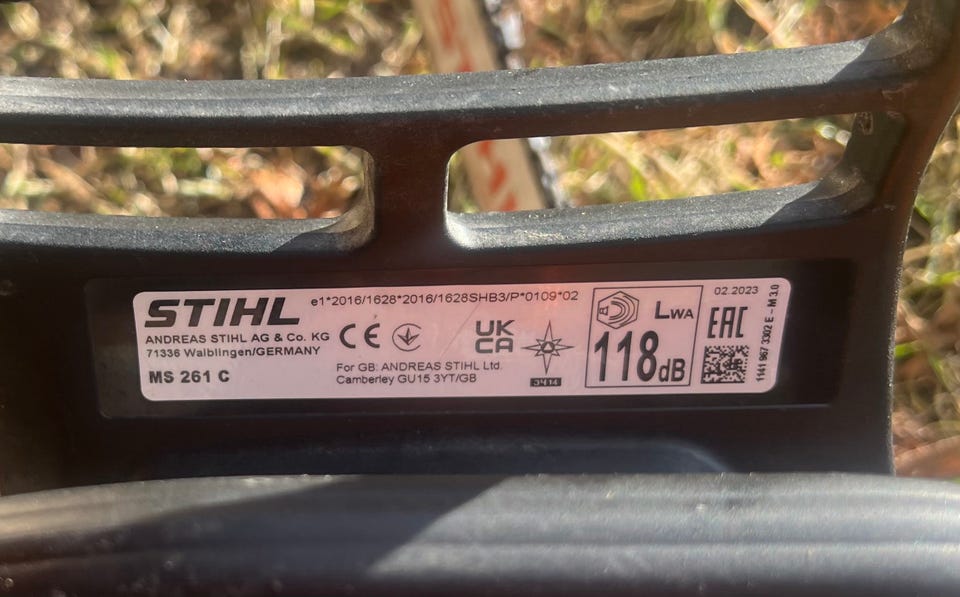 STIHL
e1*2016/1628*2016/1628SHB3/P*0109*02
ANDREAS STIHL AG & Co. KG
71336 Waiblingen/GERMANY
MS 261 C
CE
UK
CA
For GB: ANDREAS STIHL Ltd.
Camberley GU15 3YT/GB
3414
LWA
118dB
02.2023
EAC
1141 967 3302 E - M 3.0